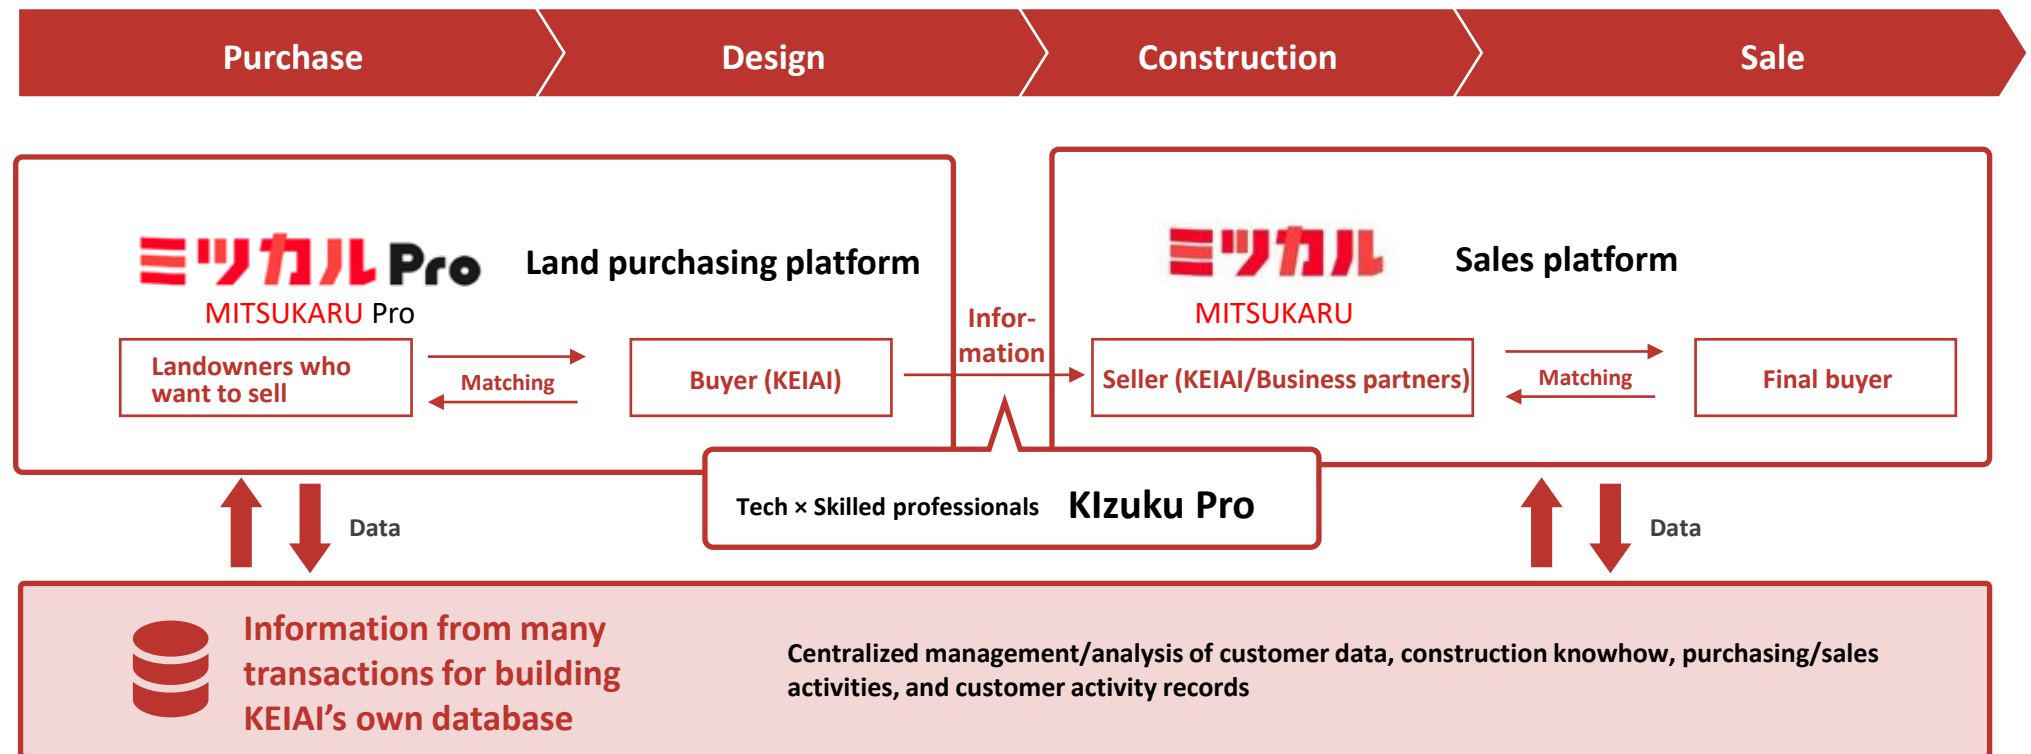 Purchase
Design
Construction
Sale
ミツカル Pro
Land purchasing platform
MITSUKARU Pro
Landowners who
want to sell
Matching
Buyer (KEIAI)
Infor-
mation
ミツカル
Sales platform
MITSUKARU
Seller (KEIAI/Business partners)
Matching
Final buyer
Tech × Skilled professionals KIzuku Pro
Data
Data
Information from many
transactions for building
KEIAI’s own database
Centralized management/analysis of customer data, construction knowhow, purchasing/sales
activities, and customer activity records